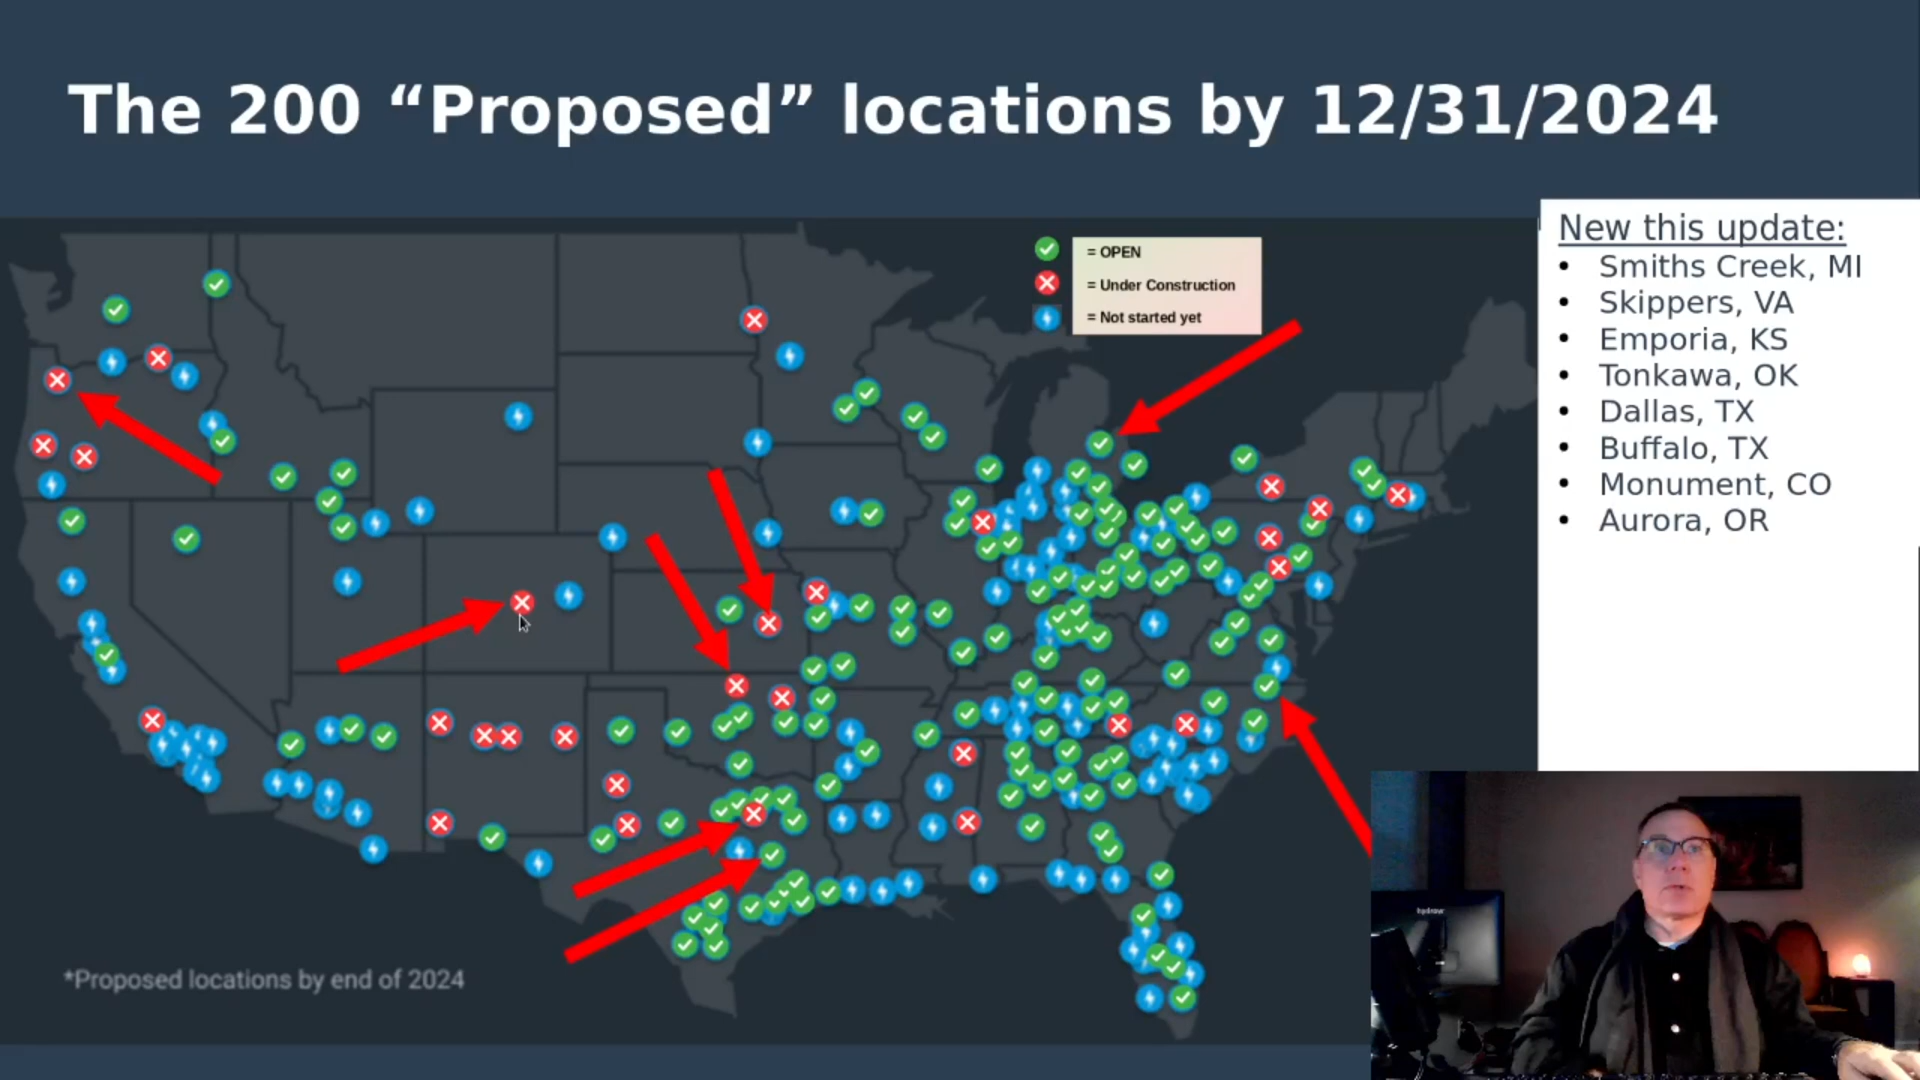 The 200 “Proposed” locations by 12/31/2024
= OPEN
= Under Construction
= Not started yet
New this update:
• Smiths Creek, MI
• Skippers, VA
• Emporia, KS
• Tonkawa, OK
• Dallas, TX
• Buffalo, TX
• Monument, CO
• Aurora, OR
*Proposed locations by end of 2024